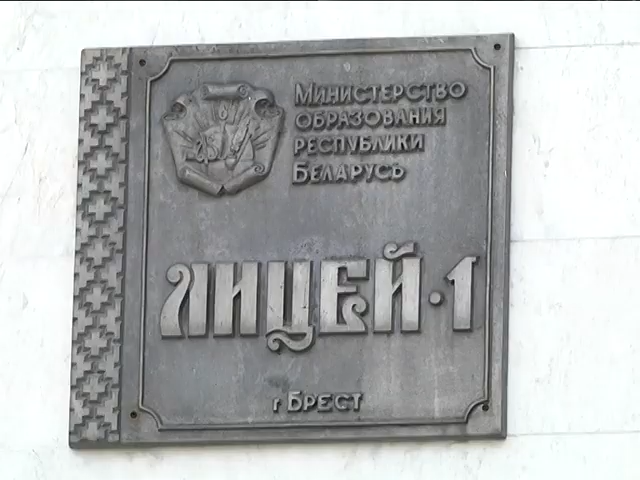 Министерство
образования
республики
Беларусь
ЛИЦЕЙ·1
г Брест